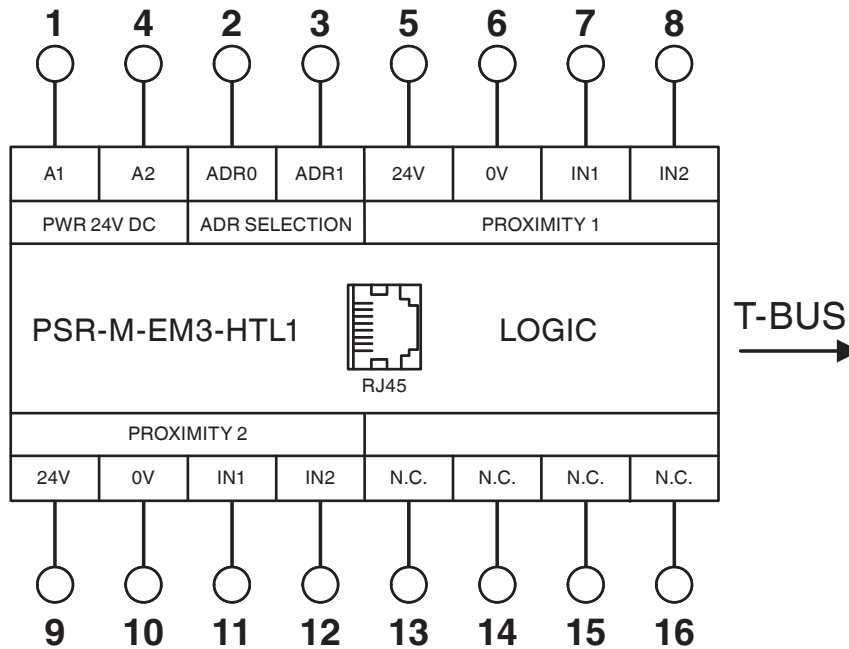 1 4 2 3 5 6 7 8
A1 A2 ADR0 ADR1 24V 0V IN1 IN2
PWR 24V DC ADR SELECTION PROXIMITY 1
PSR-M-EM3-HTL1 LOGIC T-BUS
RJ45
PROXIMITY 2
24V 0V IN1 IN2 N.C. N.C. N.C. N.C.
9 10 11 12 13 14 15 16